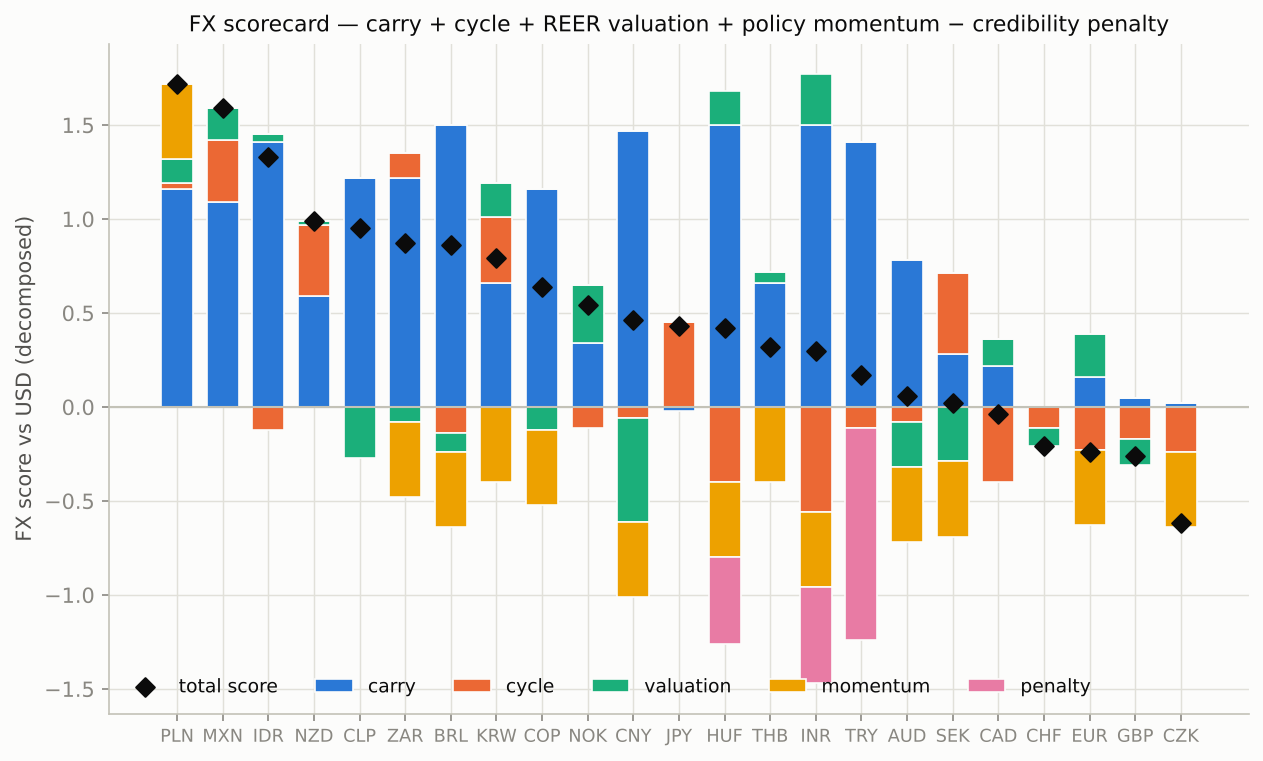 FX scorecard — carry + cycle + REER valuation + policy momentum − credibility penalty
FX score vs USD (decomposed)
1.5
1.0
0.5
0.0
−0.5
−1.0
−1.5
total score carry cycle valuation momentum penalty
PLN MXN IDR NZD CLP ZAR BRL KRW COP NOK CNY JPY HUF THB INR TRY AUD SEK CAD CHF EUR GBP CZK